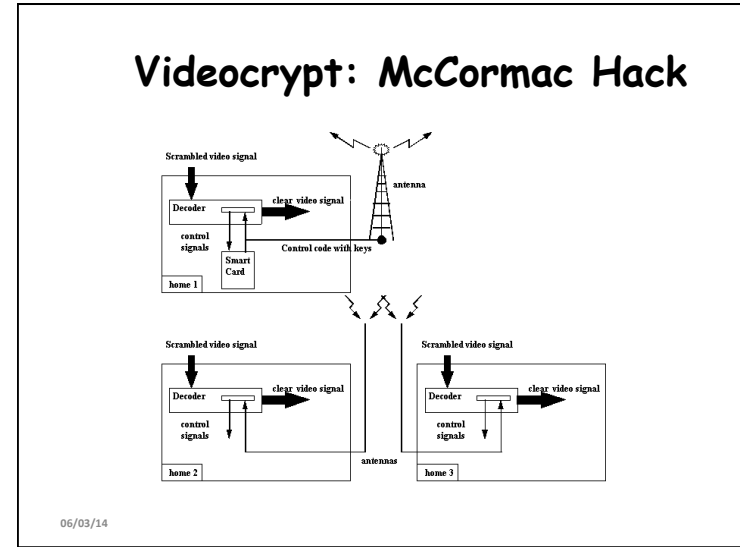 Videocrypt: McCormac Hack
Scrambled video signal
antenna
clear video signal
Decoder
control
signals
Control code with keys
Smart
Card
home 1
Scrambled video signal
clear video signal
Decoder
control
signals
home 2
antennas
Scrambled video signal
clear video signal
Decoder
control
signals
home 3
06/03/14